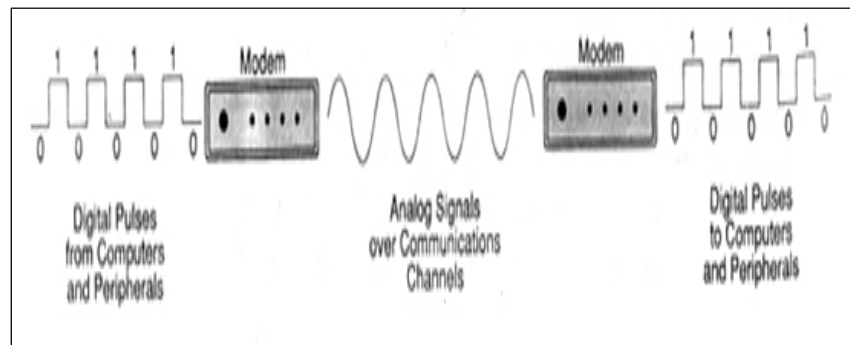 1 1 1 1
Modem
0 0 0 0 0
Digital Pulses
from Computers
and Peripherals
Analog Signals
over Communications
Channels
Modem
1 1 1 1
0 0 0 0 0
Digital Pulses
to Computers
and Peripherals